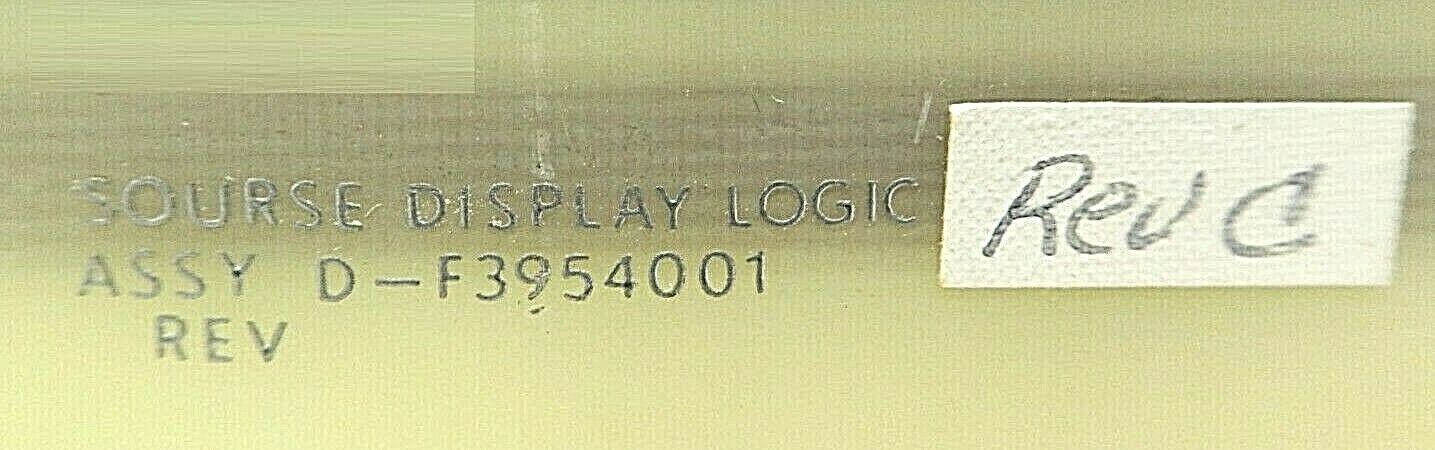 SOURSE DISPLAY LOGIC
ASSY D-F3954001
REV
Rev C